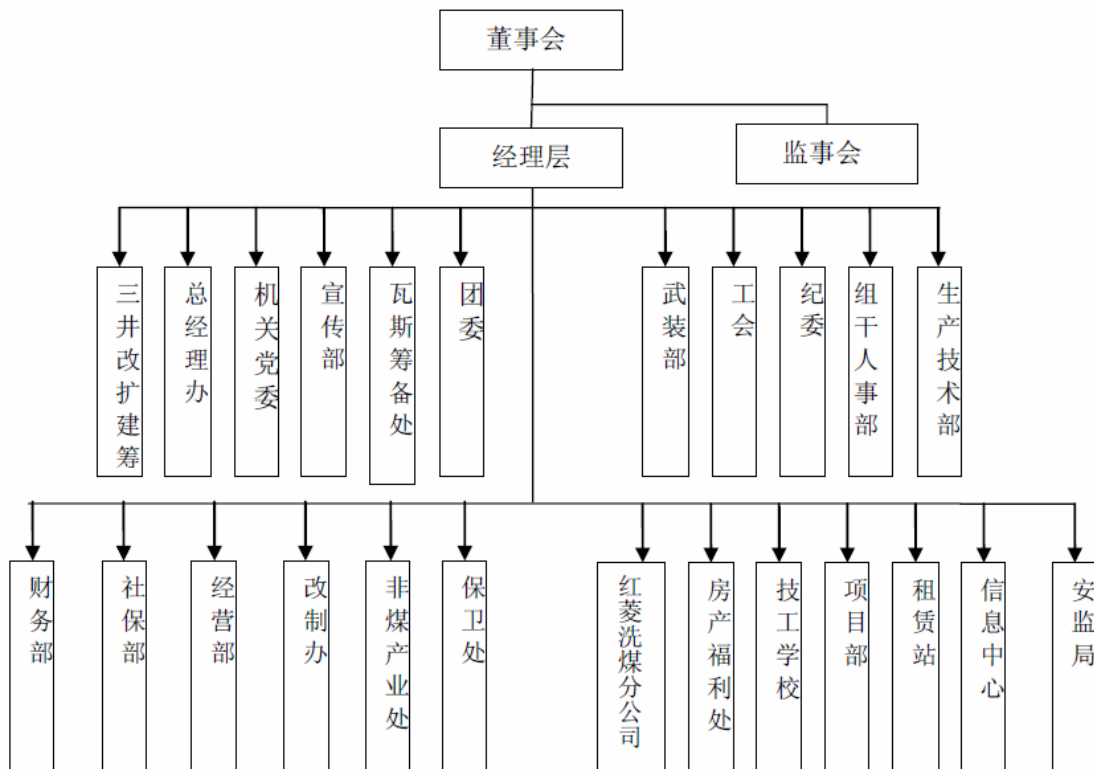 董事会
经理层
监事会
三井改扩建筹
总经理办
机关党委
宣传部
瓦斯筹备处
团委
武装部
工会
纪委
组干人事部
生产技术部
财务部
社保部
经营部
改制办
非煤产业处
保卫处
红菱洗煤分公司
房产福利处
技工学校
项目部
租赁站
信息中心
安监局